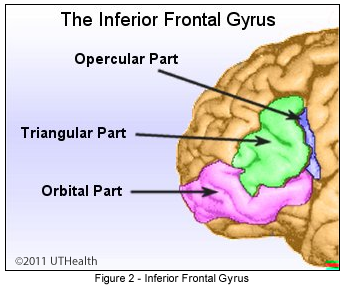 The Inferior Frontal Gyrus
Opercular Part
Triangular Part
Orbital Part
©2011 UTHealth
Figure 2 - Inferior Frontal Gyrus